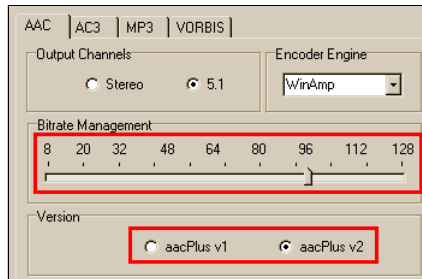 AAC AC3 MP3 VORBIS
Output Channels Encoder Engine
Stereo 5.1 WinAmp
Bitrate Management
8 20 32 48 64 80 96 112 128
Version
aacPlus v1 aacPlus v2